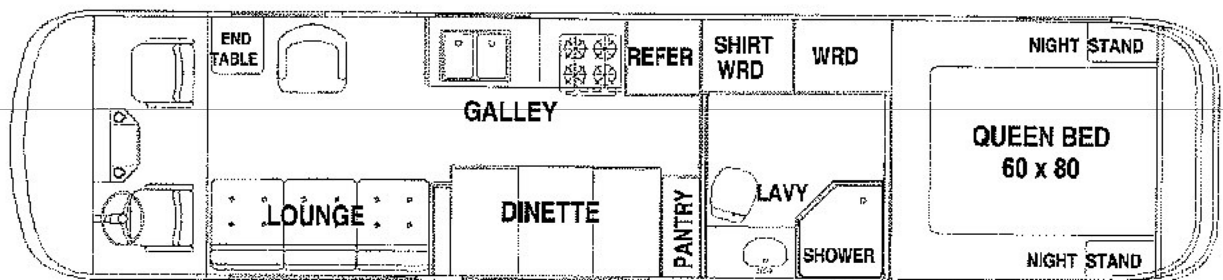 END
TABLE
GALLEY
REFER
SHIRT
WRD
WRD
NIGHT STAND
QUEEN BED
60 x 80
LOUNGE
DINETTE
PANTRY
LAVY
SHOWER
NIGHT STAND